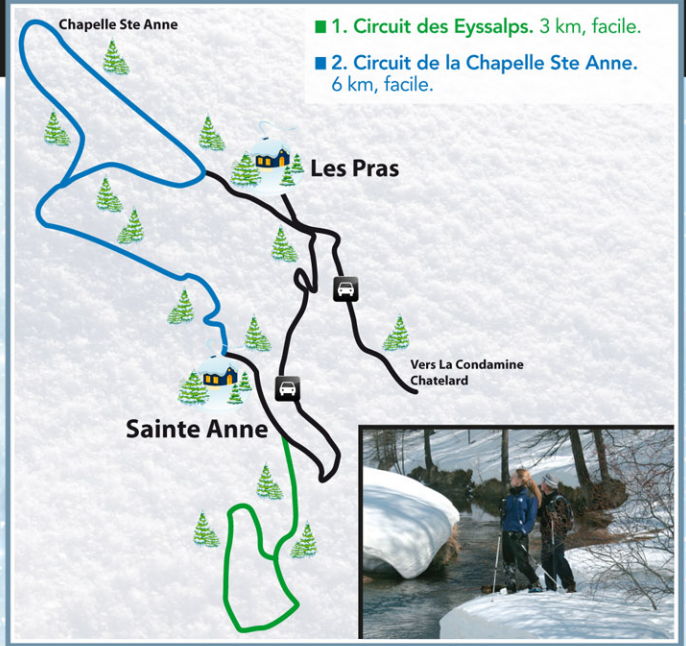 Chapelle Ste Anne
1. Circuit des Eyssalps. 3 km, facile.
2. Circuit de la Chapelle Ste Anne.
6 km, facile.
Les Pras
Vers La Condamine
Chatelard
Sainte Anne